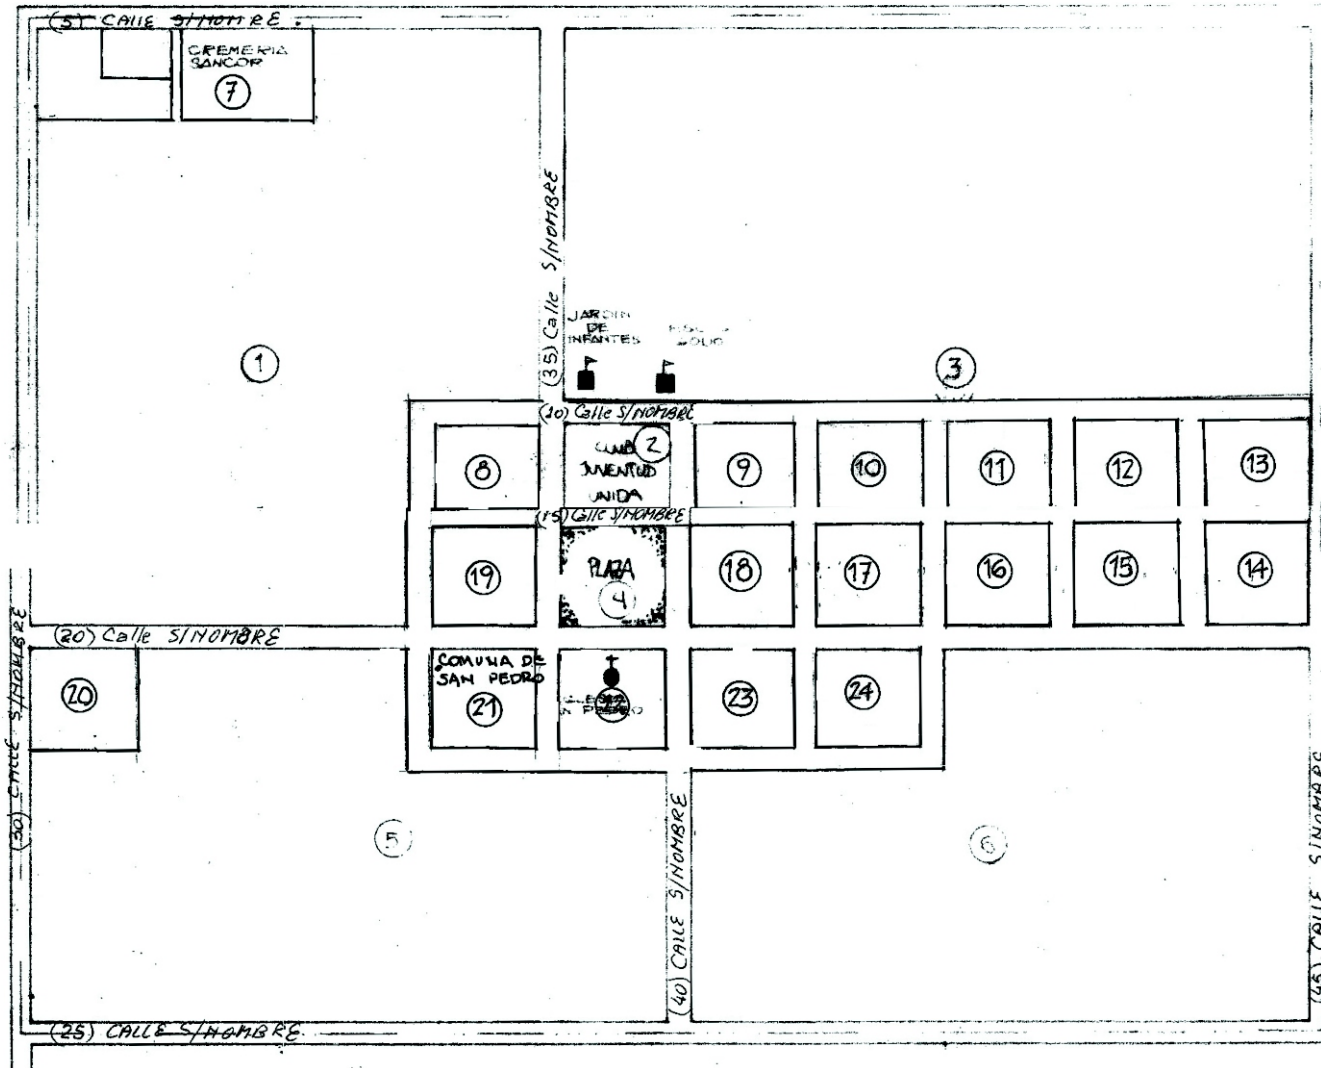 (5) CALLE S/NOMRE.
CREMERIA
SANCOR
7
(35) Calle S/NOMBRE
JARDIN
DE
INFANTES
1
3
(10) Calle S/NOMBRE
8
CLUB
JUVENTUD
UNIDA
2
9
10
11
12
13
(15) Calle S/NOMBRE
19
PLAZA
4
18
17
16
15
14
(20) Calle S/NOMBRE
(30) CALLE S/NOMBRE
20
COMUNA DE
SAN PEDRO
21
22
23
24
5
6
(40) CALLE S/NOMBRE
(45) CALLE S/NOMBRE
(25) CALLE S/NOMBRE